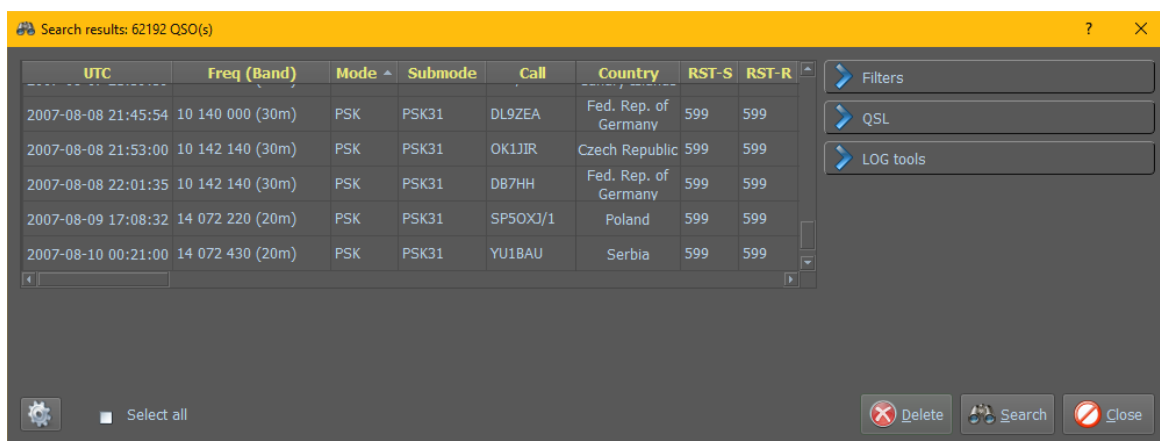 Search results: 62192 QSO(s)
UTC Freq (Band) Mode Submode Call Country RST-S RST-R
2007-08-08 21:45:54 10 140 000 (30m) PSK PSK31 DL9ZEA Fed. Rep. of Germany 599 599
2007-08-08 21:53:00 10 142 140 (30m) PSK PSK31 OK1JIR Czech Republic 599 599
2007-08-08 22:01:35 10 142 140 (30m) PSK PSK31 DB7HH Fed. Rep. of Germany 599 599
2007-08-09 17:08:32 14 072 220 (20m) PSK PSK31 SP5OXJ/1 Poland 599 599
2007-08-10 00:21:00 14 072 430 (20m) PSK PSK31 YU1BAU Serbia 599 599
Filters
QSL
LOG tools
Select all
Delete
Search
Close